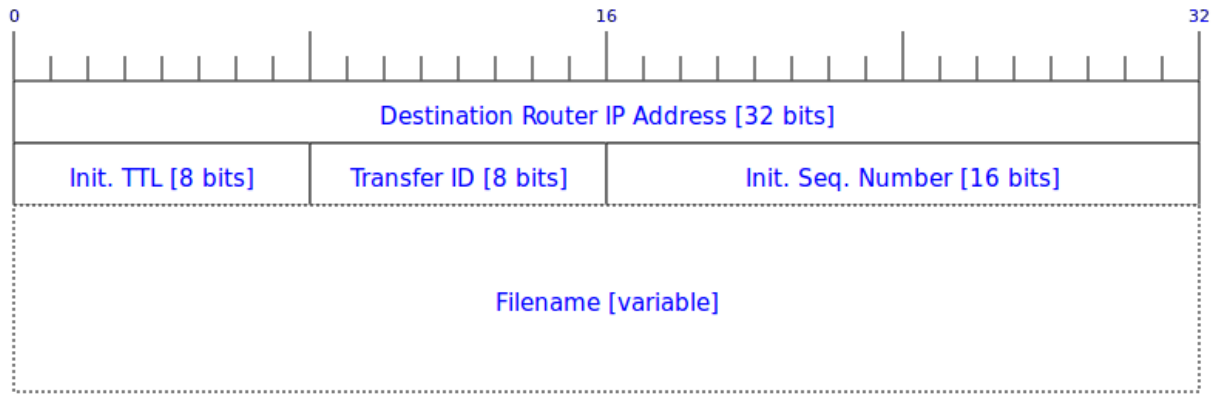 0 16 32
Destination Router IP Address [32 bits]
Init. TTL [8 bits] Transfer ID [8 bits] Init. Seq. Number [16 bits]
Filename [variable]